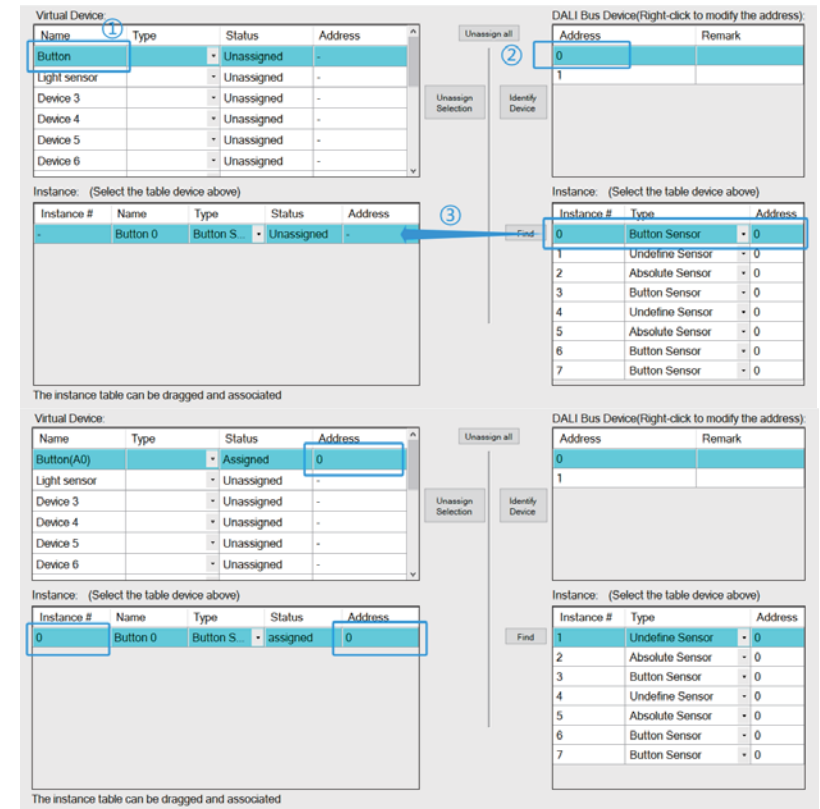 Virtual Device:
DALI Bus Device(Right-click to modify the address):
①
Name Type Status Address
Unassign all
Address Remark
Button Unassigned -
②
0
Light sensor Unassigned -
1
Device 3 Unassigned -
Unassign Selection
Identify Device
Device 4 Unassigned -
Device 5 Unassigned -
Device 6 Unassigned -
Instance: (Select the table device above)
Instance: (Select the table device above)
Instance # Name Type Status Address
③
Instance # Type Address
- Button 0 Button S... Unassigned -
Find
0 Button Sensor 0
1 Undefine Sensor 0
2 Absolute Sensor 0
3 Button Sensor 0
4 Undefine Sensor 0
5 Absolute Sensor 0
6 Button Sensor 0
7 Button Sensor 0
The instance table can be dragged and associated
Virtual Device:
DALI Bus Device(Right-click to modify the address):
Name Type Status Address
Unassign all
Address Remark
Button(A0) Assigned 0
0
Light sensor Unassigned -
1
Device 3 Unassigned -
Unassign Selection
Identify Device
Device 4 Unassigned -
Device 5 Unassigned -
Device 6 Unassigned -
Instance: (Select the table device above)
Instance: (Select the table device above)
Instance # Name Type Status Address
Instance # Type Address
0 Button 0 Button S... assigned 0
Find
1 Undefine Sensor 0
2 Absolute Sensor 0
3 Button Sensor 0
4 Undefine Sensor 0
5 Absolute Sensor 0
6 Button Sensor 0
7 Button Sensor 0
The instance table can be dragged and associated